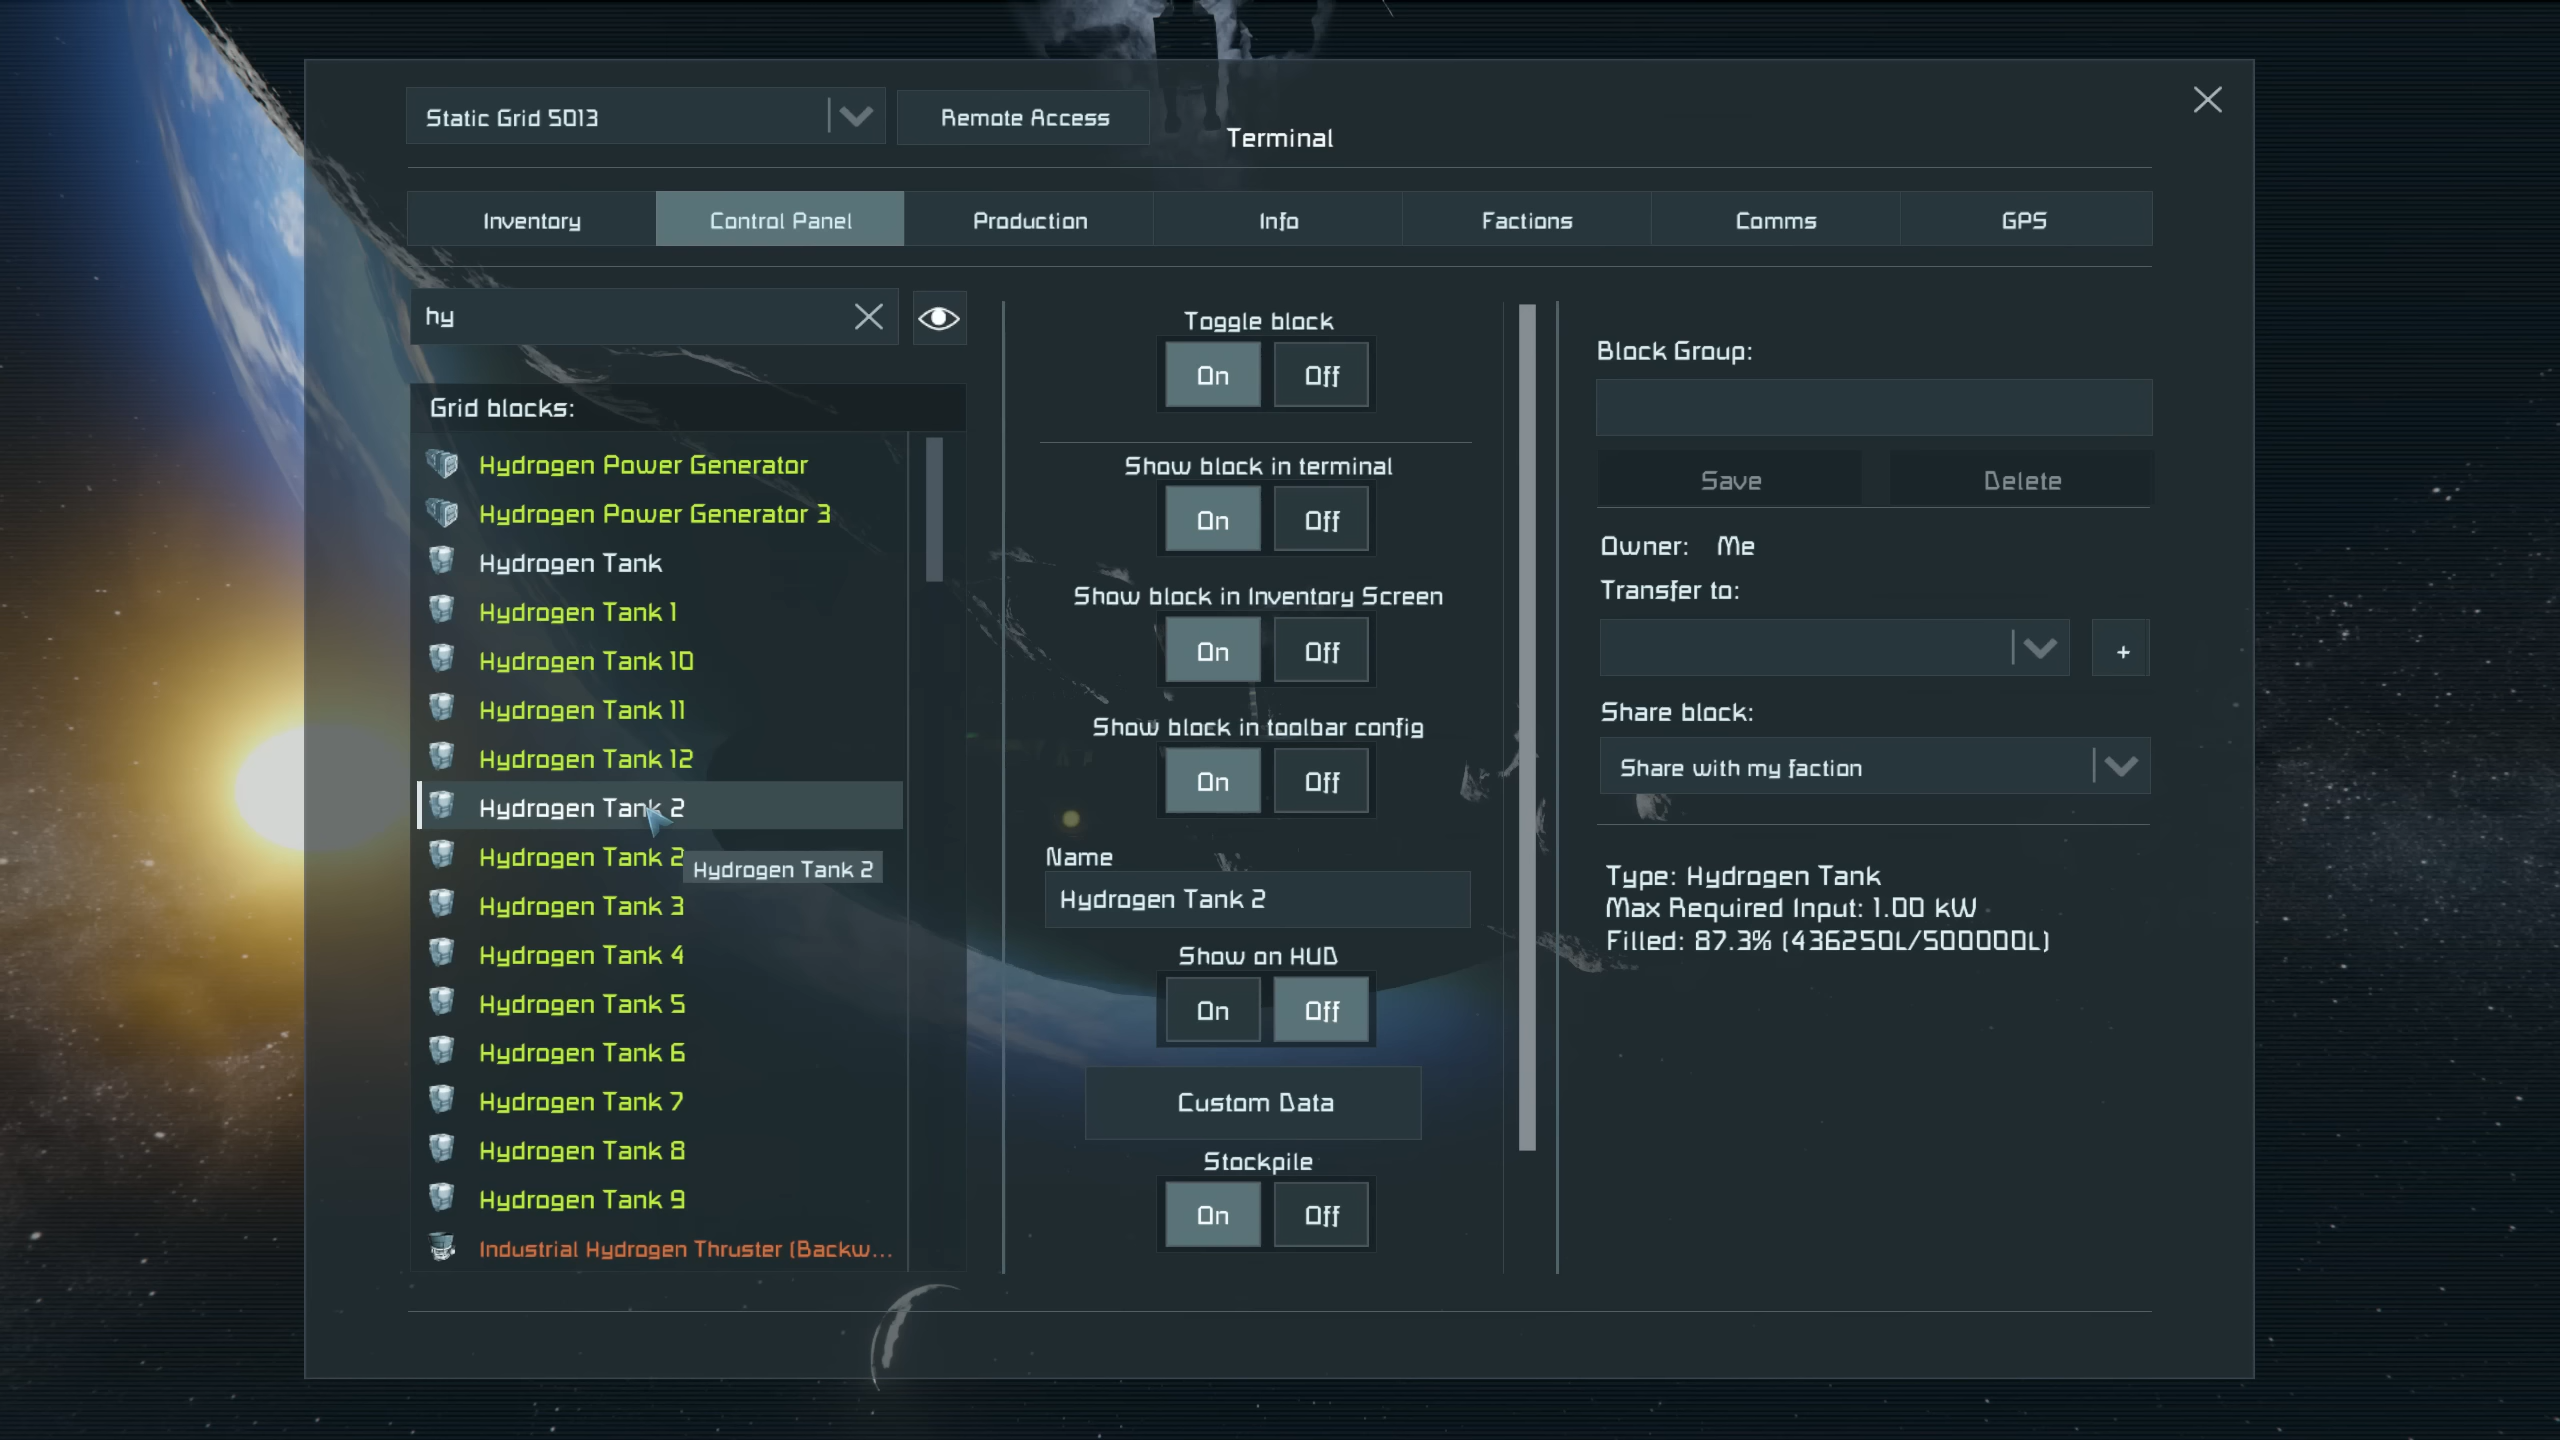 Static Grid 5013
Remote Access
Terminal
Inventory
Control Panel
Production
Info
Factions
Comms
GPS
hy
Grid blocks:
Hydrogen Power Generator
Hydrogen Power Generator 3
Hydrogen Tank
Hydrogen Tank 1
Hydrogen Tank 10
Hydrogen Tank 11
Hydrogen Tank 12
Hydrogen Tank 2
Hydrogen Tank 2
Hydrogen Tank 2
Hydrogen Tank 3
Hydrogen Tank 4
Hydrogen Tank 5
Hydrogen Tank 6
Hydrogen Tank 7
Hydrogen Tank 8
Hydrogen Tank 9
Industrial Hydrogen Thruster (Backw...
Toggle block
On
Off
Show block in terminal
On
Off
Show block in Inventory Screen
On
Off
Show block in toolbar config
On
Off
Name
Hydrogen Tank 2
Show on HUD
On
Off
Custom Data
Stockpile
On
Off
Block Group:
Save
Delete
Owner: Me
Transfer to:
+
Share block:
Share with my faction
Type: Hydrogen Tank
Max Required Input: 1.00 kW
Filled: 87.3% (436250L/500000L)